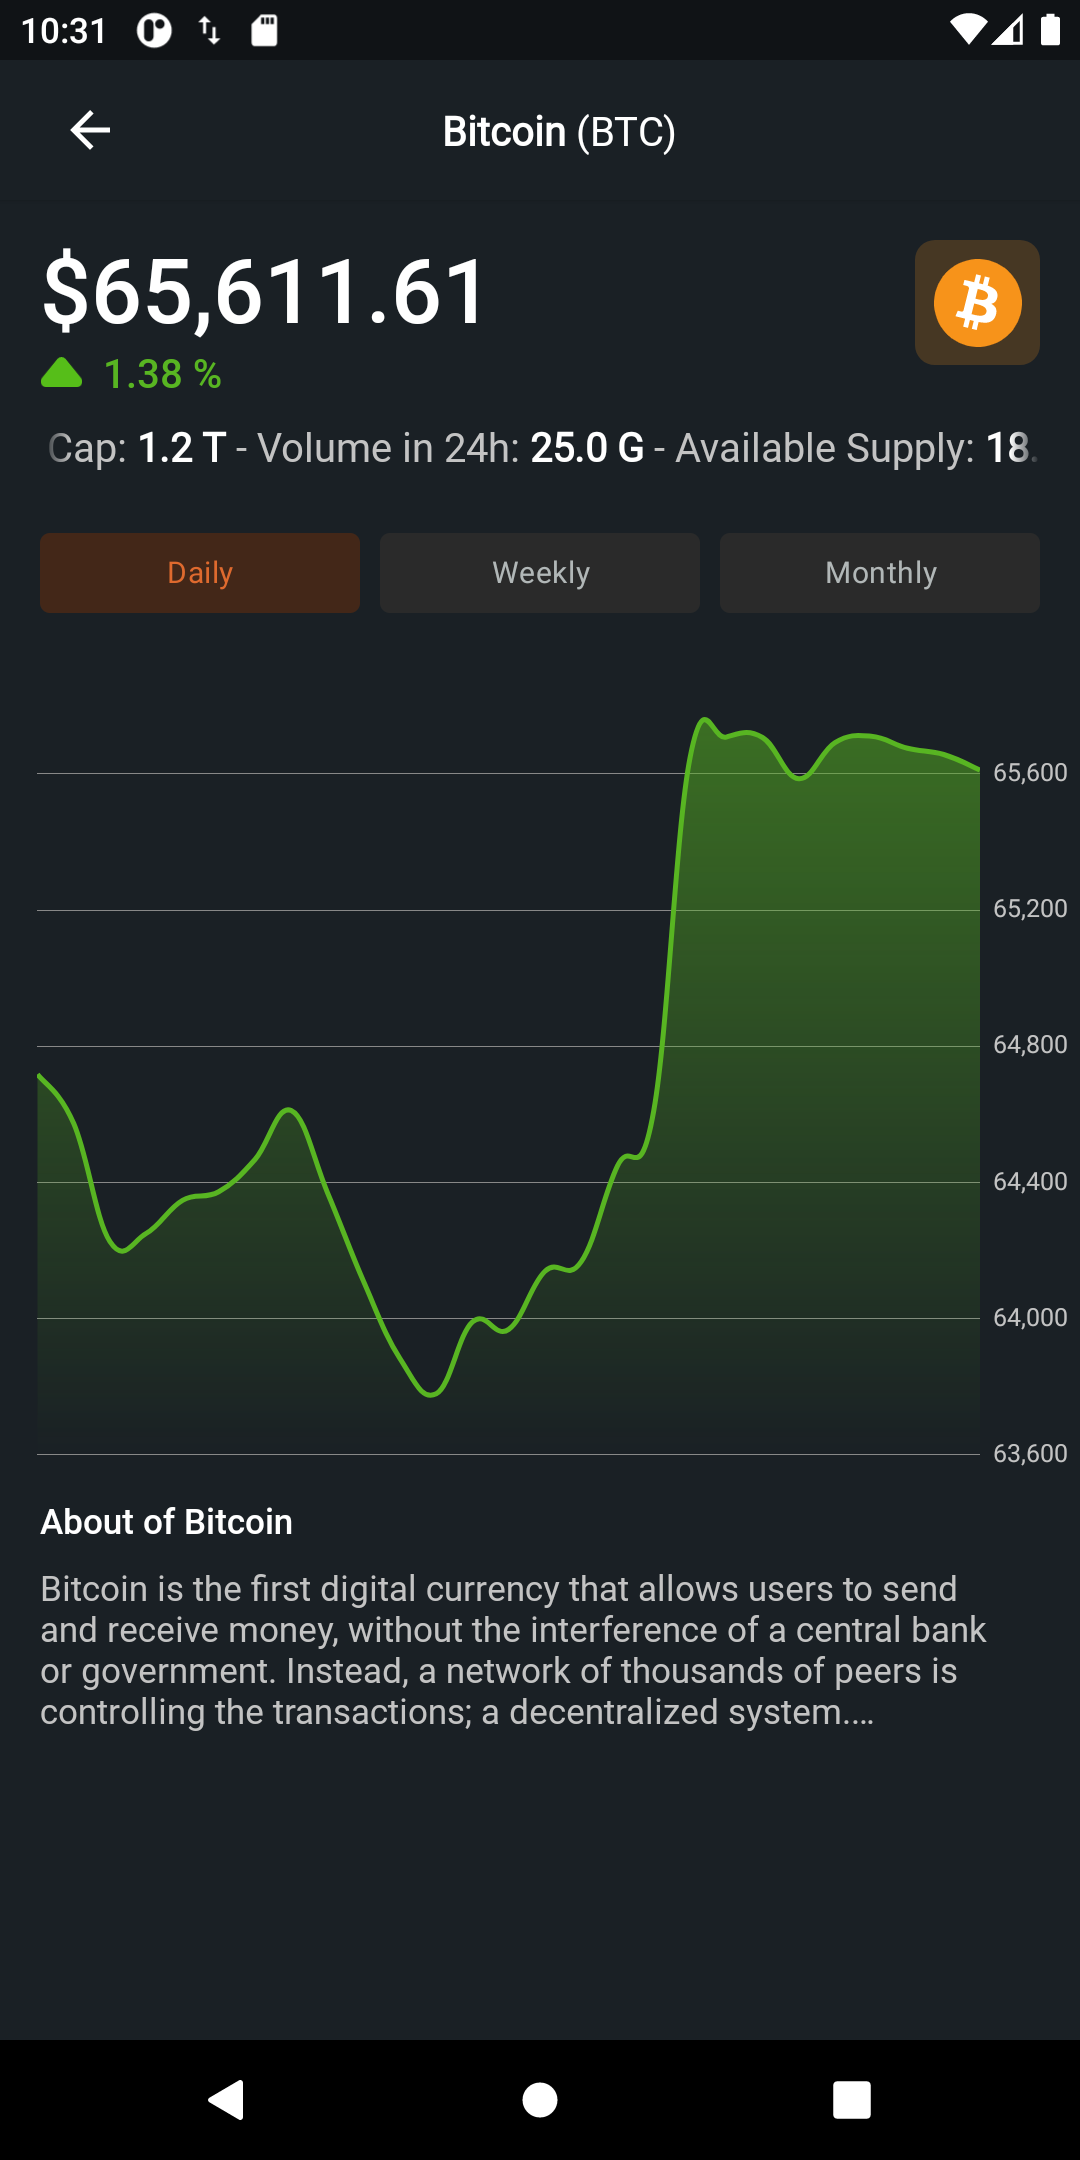 10:31
Bitcoin (BTC)
$65,611.61
1.38 %
Cap: 1.2 T - Volume in 24h: 25.0 G - Available Supply: 18.
Daily
Weekly
Monthly
65,600
65,200
64,800
64,400
64,000
63,600
About of Bitcoin
Bitcoin is the first digital currency that allows users to send
and receive money, without the interference of a central bank
or government. Instead, a network of thousands of peers is
controlling the transactions; a decentralized system....